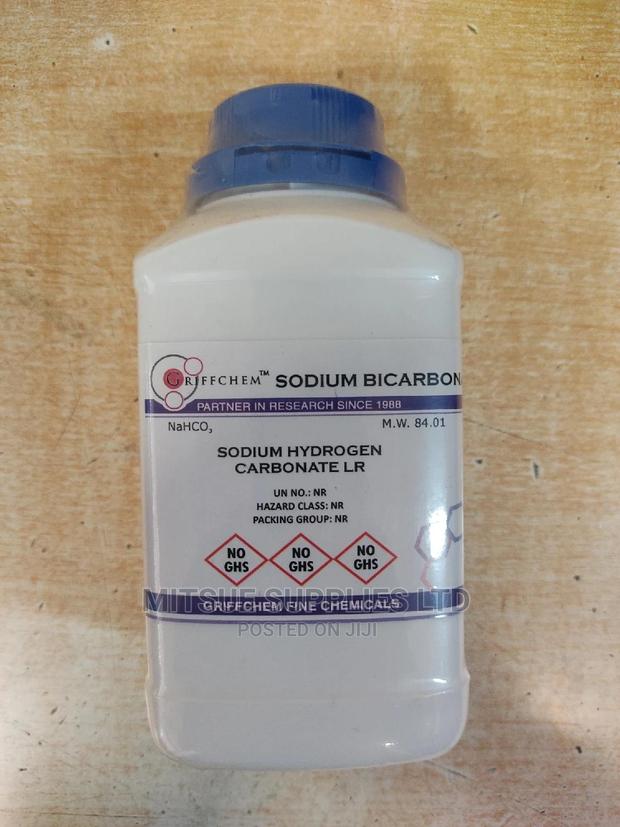 GRIFFCHEM™ SODIUM BICARBON
PARTNER IN RESEARCH SINCE 1988
NaHCO₃ M.W. 84.01
SODIUM HYDROGEN
CARBONATE LR
UN NO.: NR
HAZARD CLASS: NR
PACKING GROUP: NR
NO NO NO
GHS GHS GHS
MITSUE SUPPLIES LTD
GRIFFCHEM FINE CHEMICALS
POSTED ON JIJI